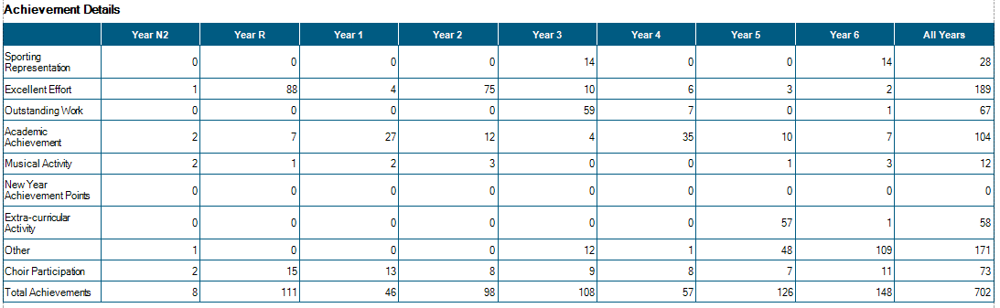 Achievement Details
Year N2 Year R Year 1 Year 2 Year 3 Year 4 Year 5 Year 6 All Years
Sporting
Representation 0 0 0 0 14 0 0 14 28
Excellent Effort 1 88 4 75 10 6 3 2 189
Outstanding Work 0 0 0 0 59 7 0 1 67
Academic
Achievement 2 7 27 12 4 35 10 7 104
Musical Activity 2 1 2 3 0 0 1 3 12
New Year
Achievement Points 0 0 0 0 0 0 0 0 0
Extra-curricular
Activity 0 0 0 0 0 0 57 1 58
Other 1 0 0 0 12 1 48 109 171
Choir Participation 2 15 13 8 9 8 7 11 73
Total Achievements 8 111 46 98 108 57 126 148 702